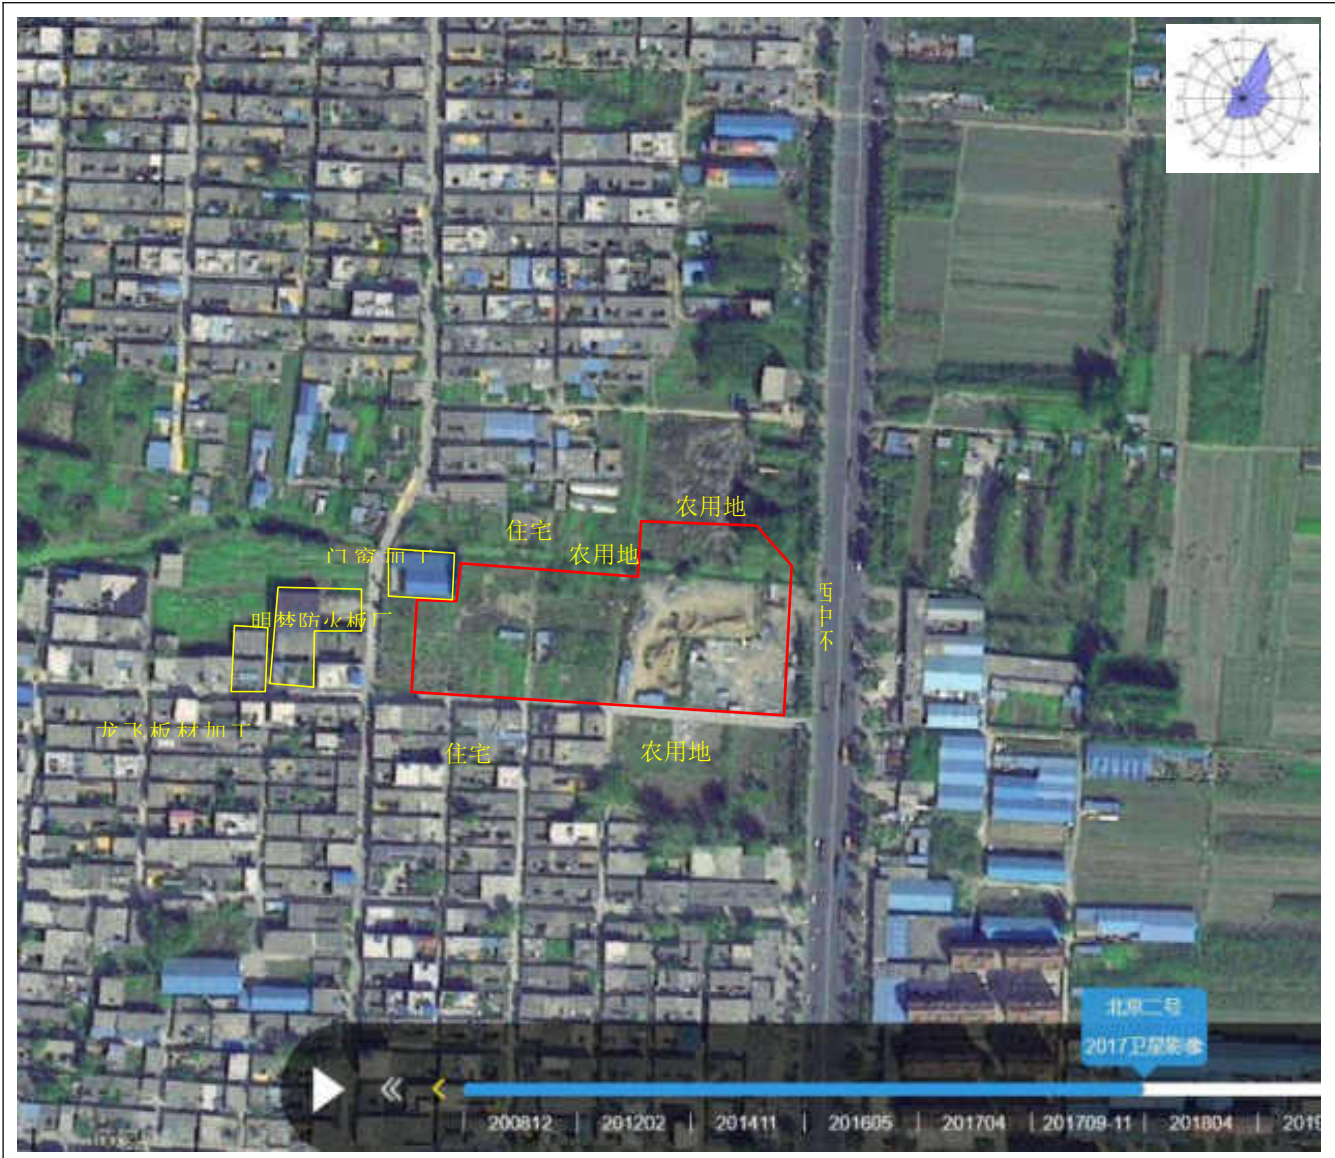 农用地
住宅
农用地
门窗加工
明梦防火板厂
龙飞板材加工
住宅
农用地
北京二号
2017卫星影像
200812 | 201202 | 201411 | 201605 | 201704 | 201709-11 | 201804 | 2019